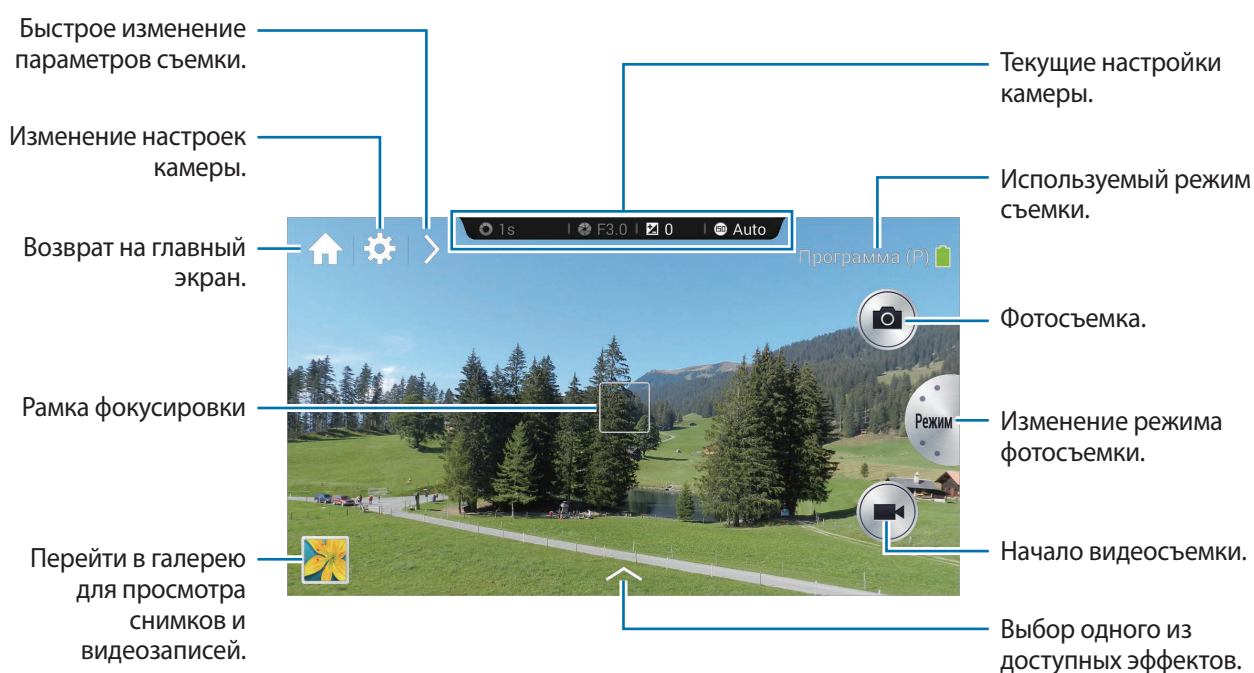 Быстрое изменение
параметров съемки.
Изменение настроек
камеры.
Возврат на главный
экран.
Рамка фокусировки
Перейти в галерею
для просмотра
снимков и
видеозаписей.
1s F3.0 0 ISO Auto
Программа (P)
Режим
Текущие настройки
камеры.
Используемый режим
съемки.
Фотосъемка.
Изменение режима
фотосъемки.
Начало видеосъемки.
Выбор одного из
доступных эффектов.